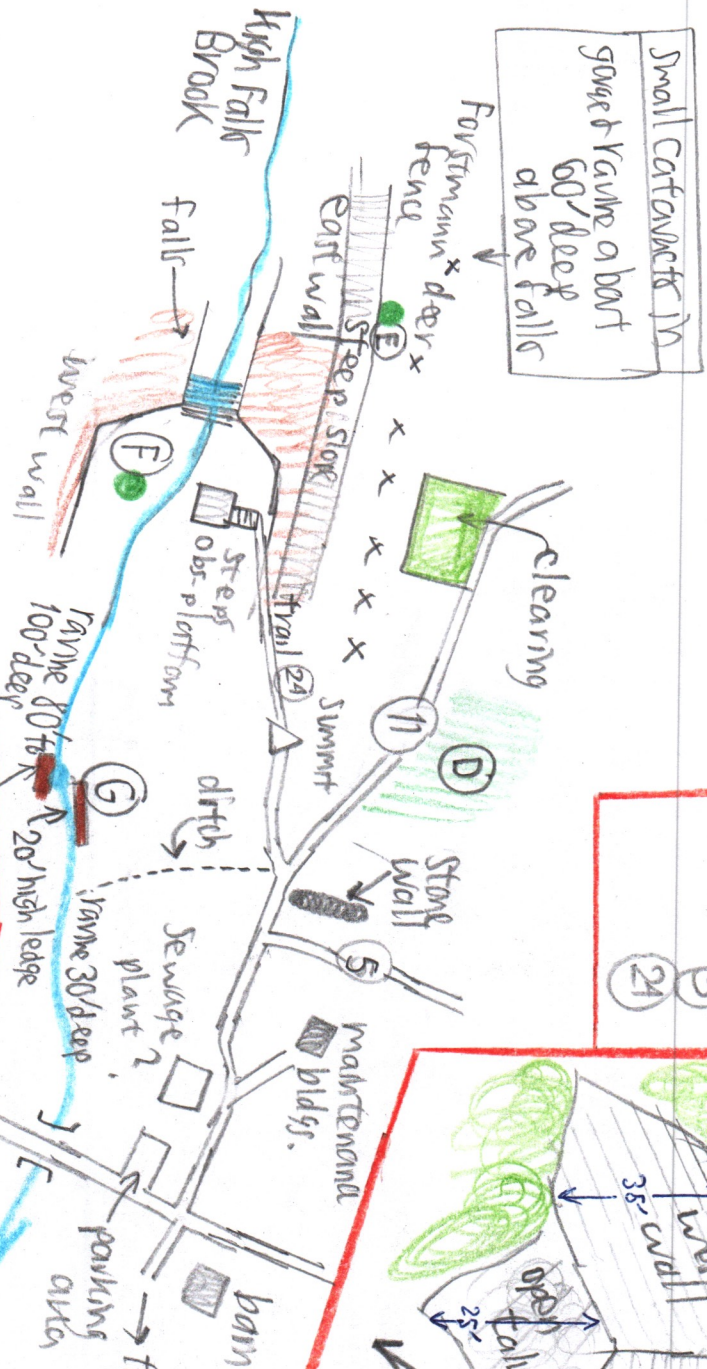 Small cataracts in
gorge + ravine about
60' deep
above falls
High Falls
Brook
Forstmann deer
fence
x
x
x
x
x
x
x
falls
east wall
steep slope
E
west wall
F
clearing
steps
obs. platform
trail 24
summit
11
D
ravine 80' to
100' deep
G
20' high ledge
ditch
stone
wall
5
ravine 30' deep
sewage
plant?
maintenance
bldgs.
parking
area
barn
21
35'
wall
open
25'